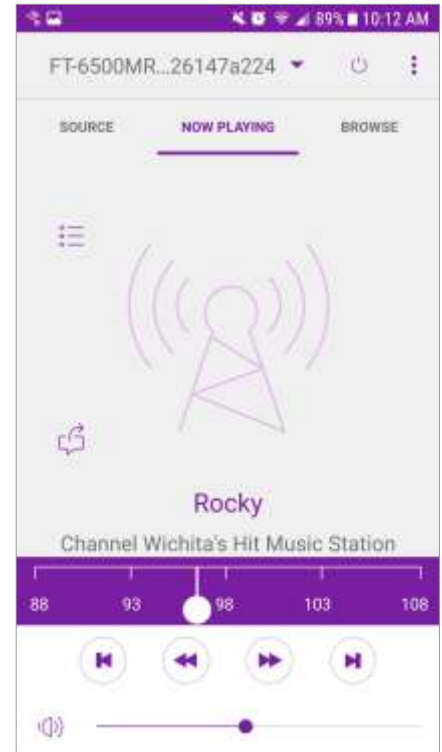 89% 10:12 AM
FT-6500MR...26147a224
SOURCE NOW PLAYING BROWSE
Rocky
Channel Wichita's Hit Music Station
88 93 98 103 108